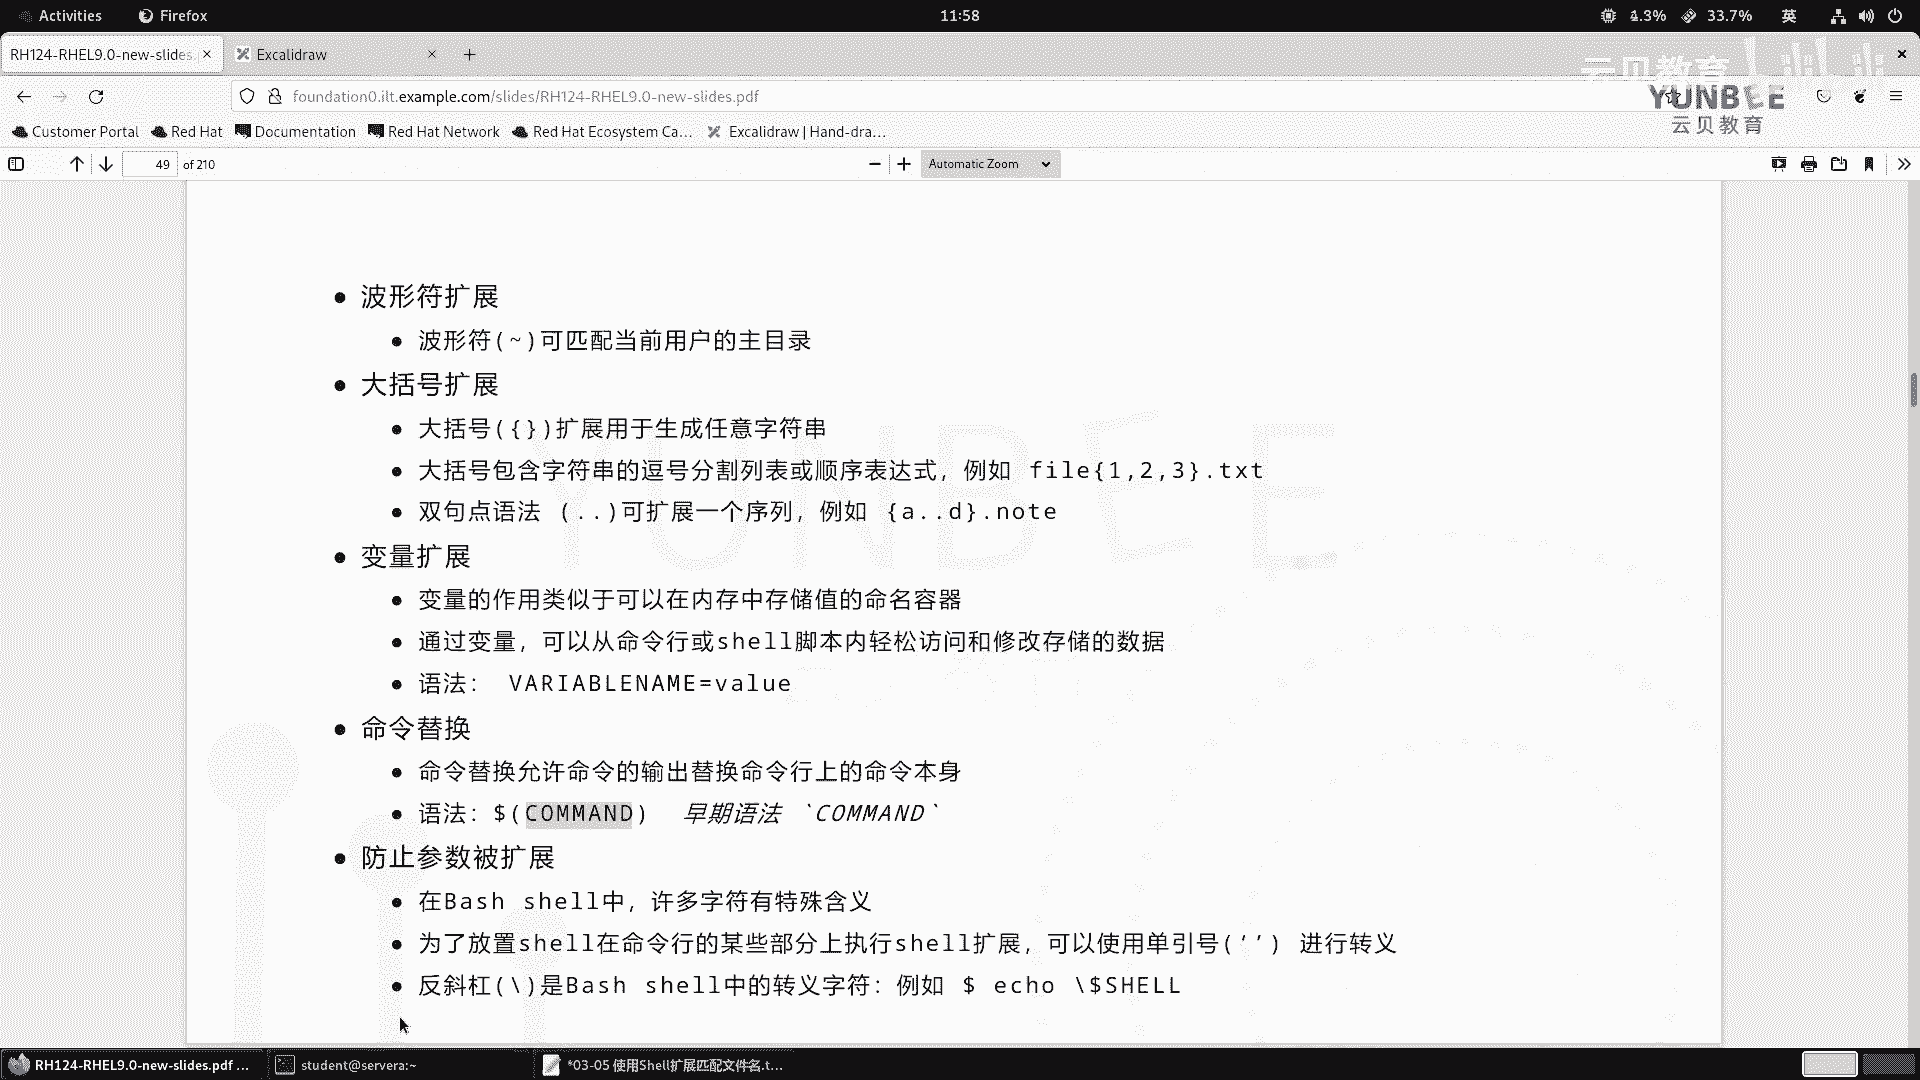 Activities Firefox 11:58 4.3% 33.7% 英
RH124-RHEL9.0-new-slides. Excalidraw
foundation0.ilt.example.com/slides/RH124-RHEL9.0-new-slides.pdf
云贝教育
YUNBEE
云贝教育
Customer Portal Red Hat Documentation Red Hat Network Red Hat Ecosystem Ca… Excalidraw | Hand-dra…
49 of 210 Automatic Zoom
• 波形符扩展
• 波形符(~)可匹配当前用户的主目录
• 大括号扩展
• 大括号({})扩展用于生成任意字符串
• 大括号包含字符串的逗号分割列表或顺序表达式，例如 file{1,2,3}.txt
• 双句点语法 (..)可扩展一个序列，例如 {a..d}.note
YUNBEE
• 变量扩展
• 变量的作用类似于可以在内存中存储值的命名容器
• 通过变量，可以从命令行或shell脚本内轻松访问和修改存储的数据
• 语法： VARIABLENAME=value
• 命令替换
• 命令替换允许命令的输出替换命令行上的命令本身
• 语法：$(COMMAND) 早期语法 `COMMAND`
• 防止参数被扩展
• 在Bash shell中，许多字符有特殊含义
• 为了放置shell在命令行的某些部分上执行shell扩展，可以使用单引号(‘’) 进行转义
• 反斜杠(\)是Bash shell中的转义字符：例如 $ echo \$SHELL
RH124-RHEL9.0-new-slides.pdf … student@servera:~ *03-05 使用Shell扩展匹配文件名.t…